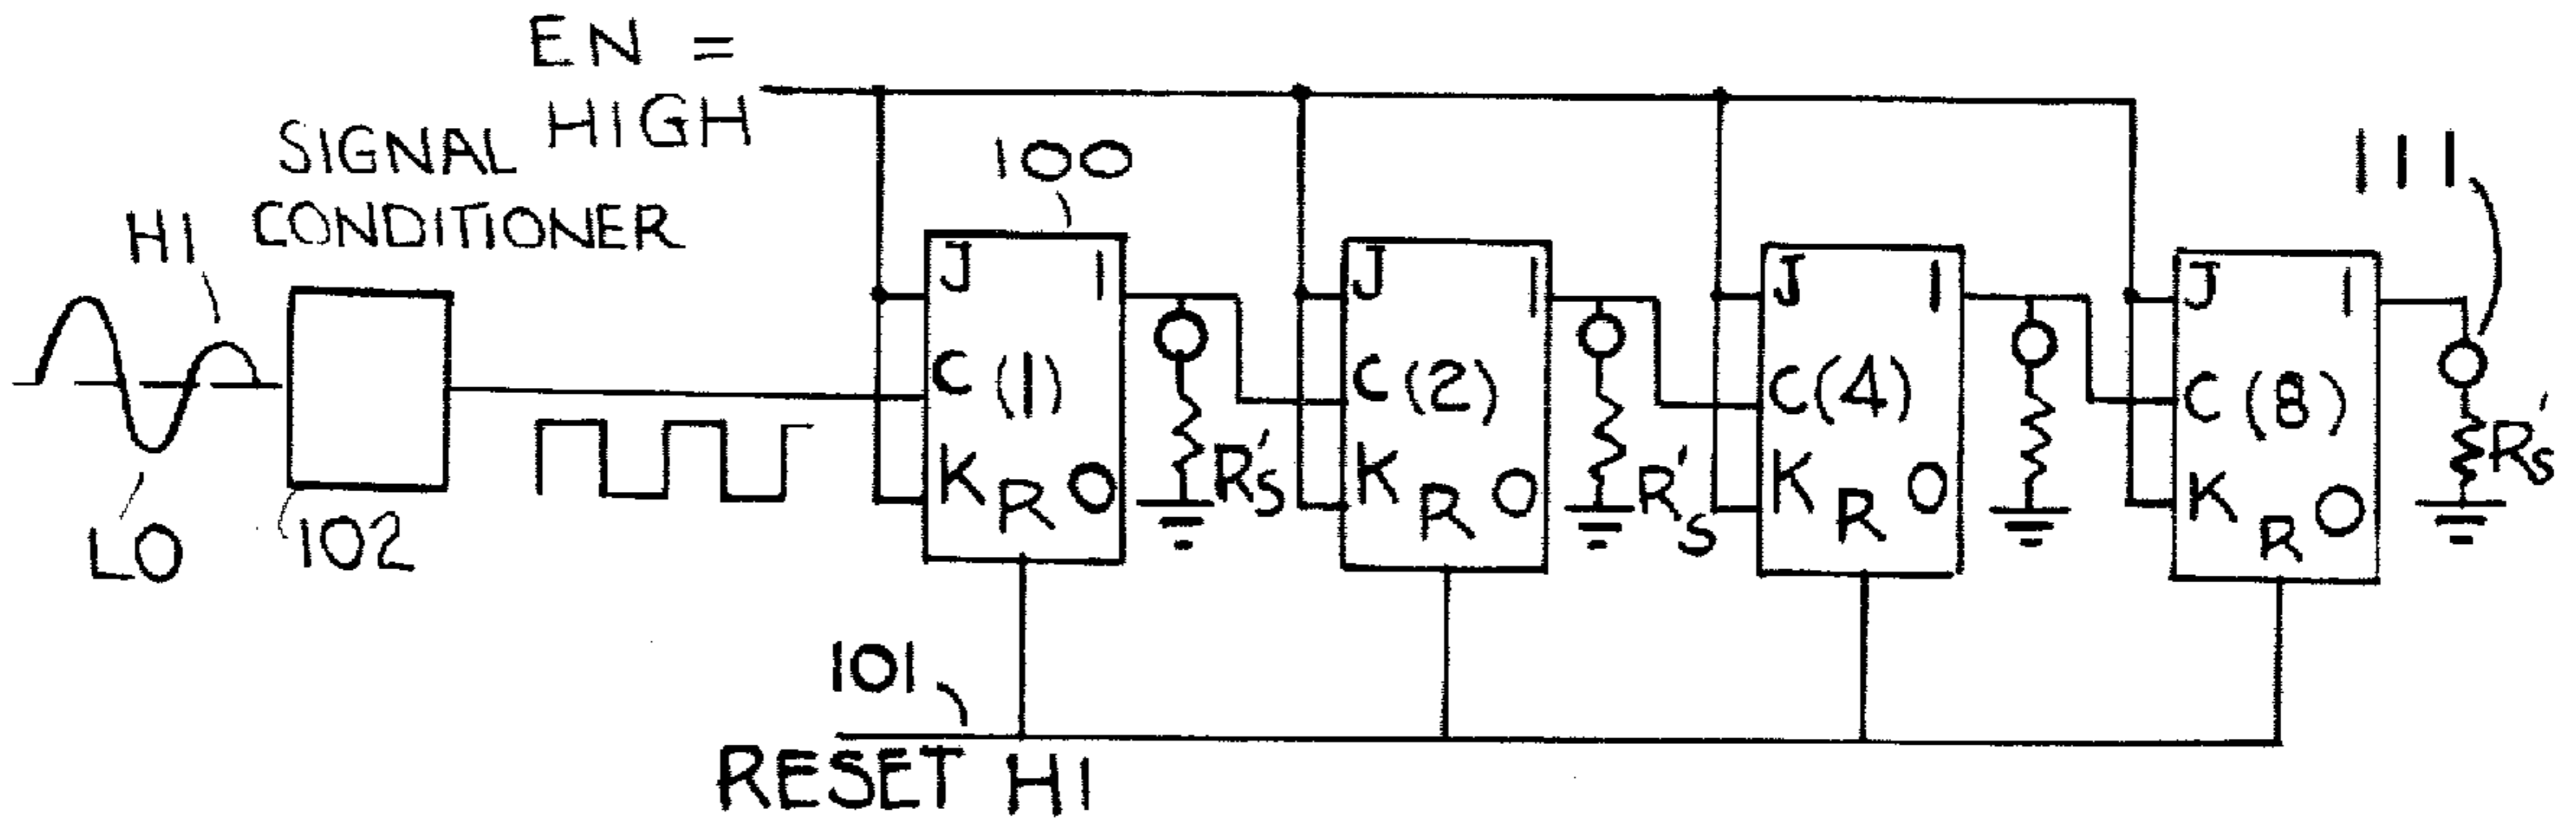 EN =
HIGH
SIGNAL
CONDITIONER
HI
LO
102
100
111
J 1
C (1)
K R O
R's
J 1
C (2)
K R O
R's
J 1
C (4)
K R O
J 1
C (8)
K R O
R's
101
RESET HI